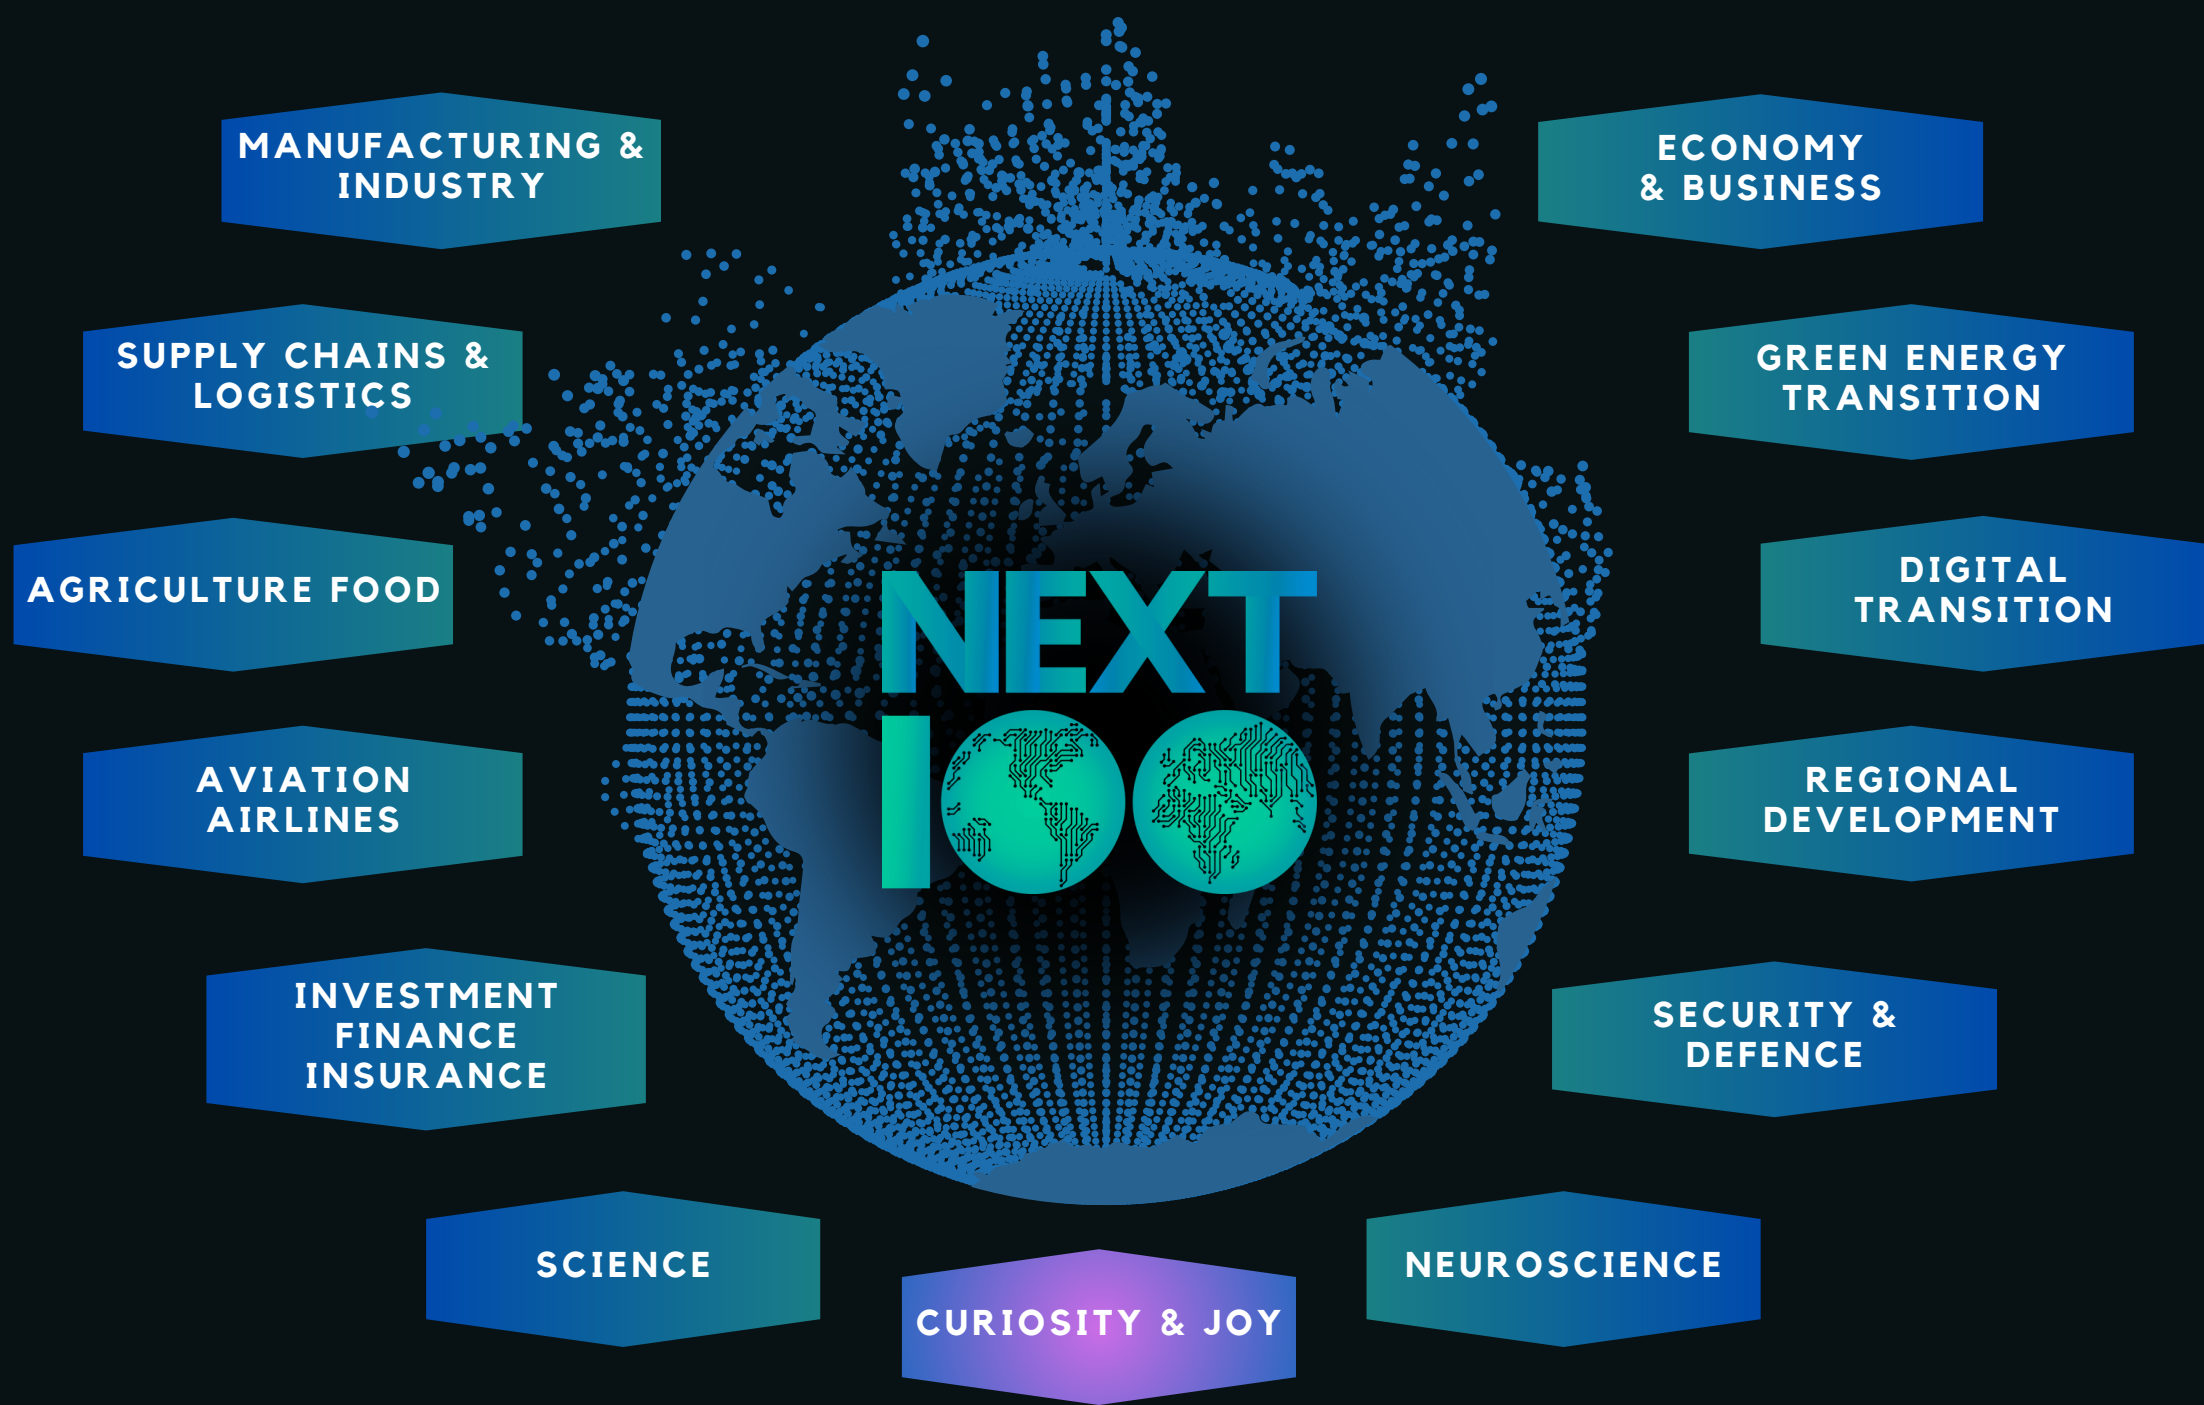 MANUFACTURING &
INDUSTRY
ECONOMY
& BUSINESS
SUPPLY CHAINS &
LOGISTICS
GREEN ENERGY
TRANSITION
AGRICULTURE FOOD
DIGITAL
TRANSITION
NEXT
100
AVIATION
AIRLINES
REGIONAL
DEVELOPMENT
INVESTMENT
FINANCE
INSURANCE
SECURITY &
DEFENCE
SCIENCE
NEUROSCIENCE
CURIOSITY & JOY